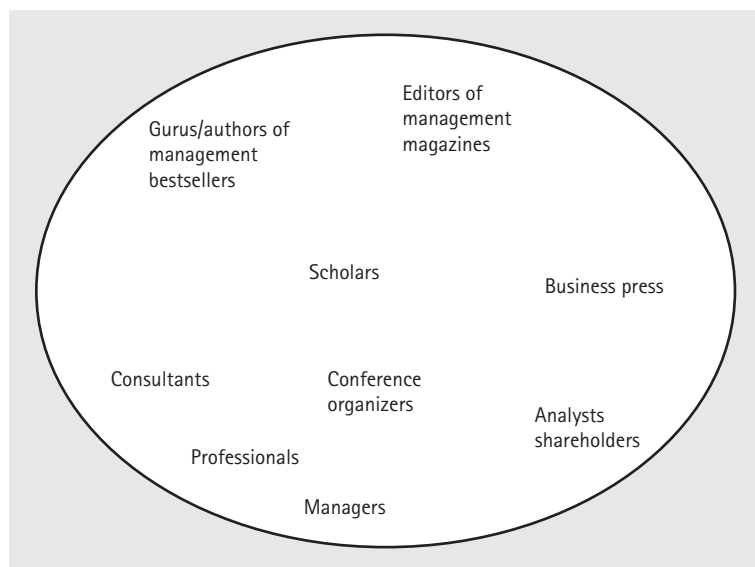 Editors of
management
magazines
Gurus/authors of
management
bestsellers
Scholars
Business press
Consultants
Conference
organizers
Analysts
shareholders
Professionals
Managers